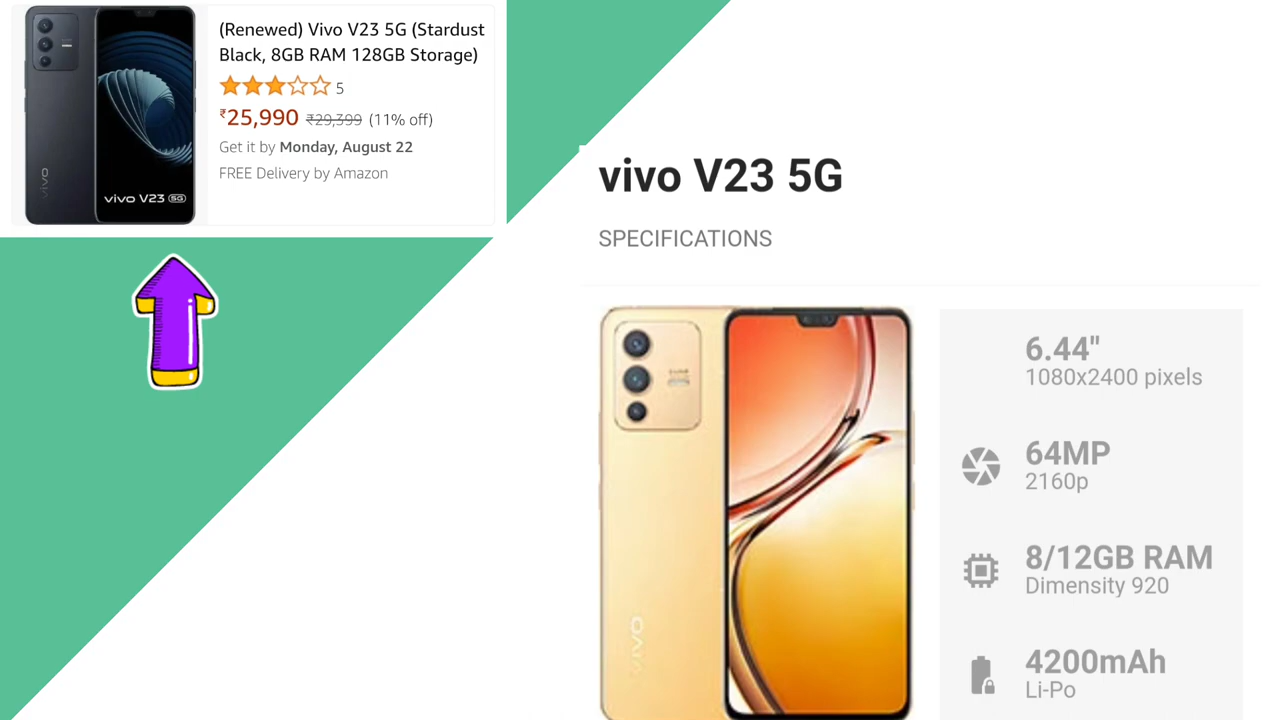 (Renewed) Vivo V23 5G (Stardust
Black, 8GB RAM 128GB Storage)
5
₹25,990 ₹29,399 (11% off)
Get it by Monday, August 22
FREE Delivery by Amazon
vivo
vivo V23 5G
vivo V23 5G
SPECIFICATIONS
6.44"
1080x2400 pixels
64MP
2160p
8/12GB RAM
Dimensity 920
4200mAh
Li-Po
vivo